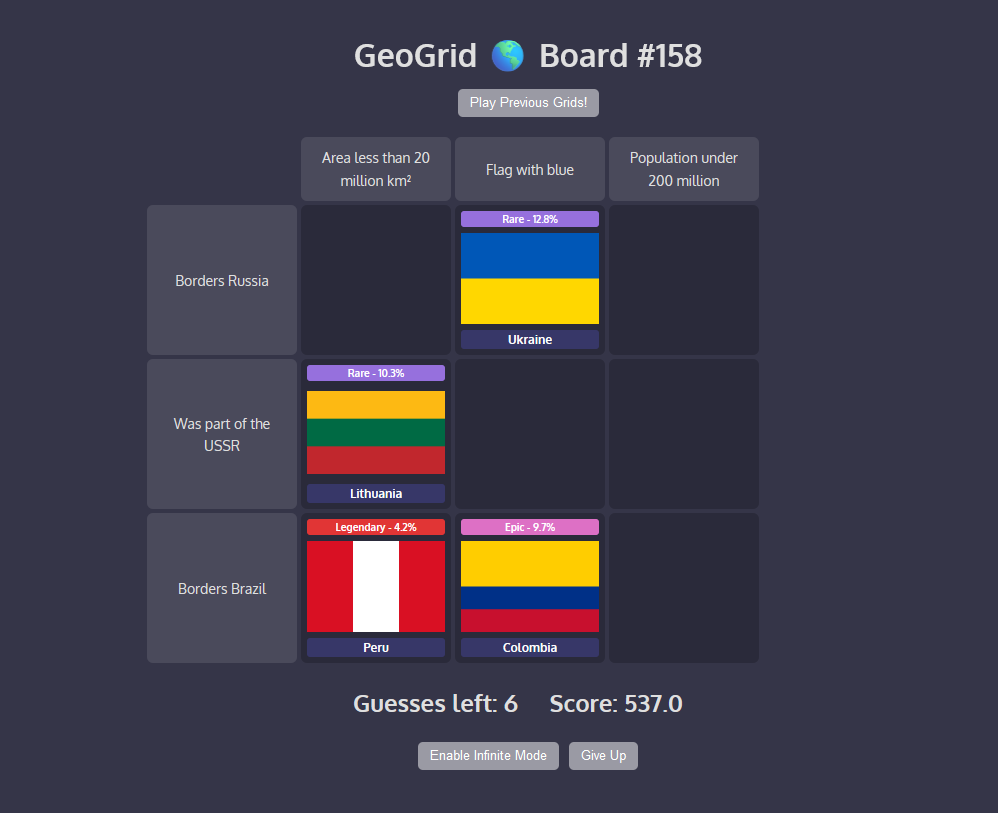 GeoGrid 🌎 Board #158
Play Previous Grids!
Area less than 20
million km²
Flag with blue
Population under
200 million
Borders Russia
Rare - 12.8%
Ukraine
Was part of the
USSR
Rare - 10.3%
Lithuania
Borders Brazil
Legendary - 4.2%
Peru
Epic - 9.7%
Colombia
Guesses left: 6 Score: 537.0
Enable Infinite Mode Give Up